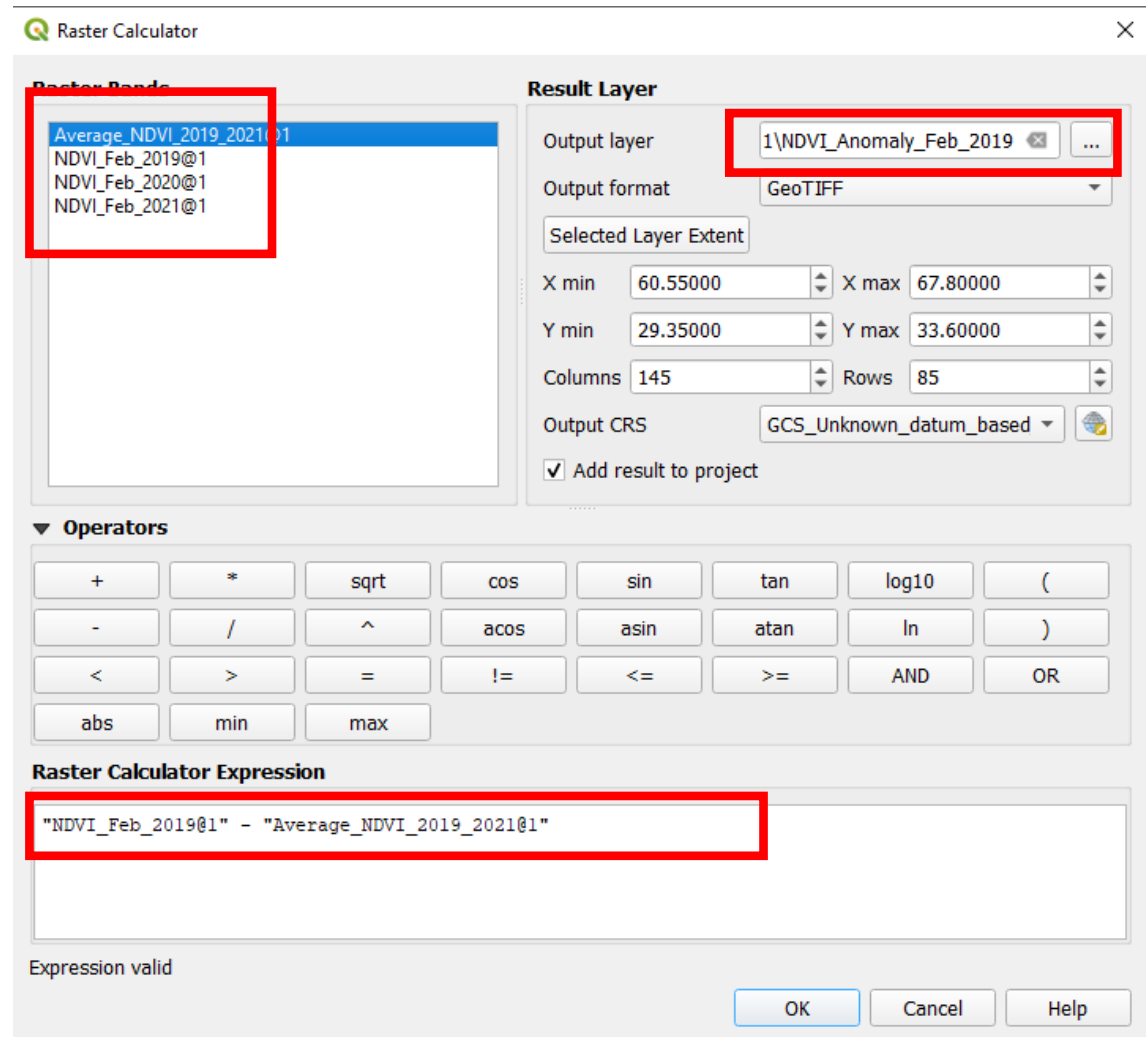 Raster Calculator
Raster Bands
Average_NDVI_2019_2021@1
NDVI_Feb_2019@1
NDVI_Feb_2020@1
NDVI_Feb_2021@1
Result Layer
Output layer 1\NDVI_Anomaly_Feb_2019 ...
Output format GeoTIFF
Selected Layer Extent
X min 60.55000 X max 67.80000
Y min 29.35000 Y max 33.60000
Columns 145 Rows 85
Output CRS GCS_Unknown_datum_based
Add result to project
Operators
+ * sqrt cos sin tan log10 (
- / ^ acos asin atan ln )
< > = != <= >= AND OR
abs min max
Raster Calculator Expression
"NDVI_Feb_2019@1" - "Average_NDVI_2019_2021@1"
Expression valid
OK Cancel Help